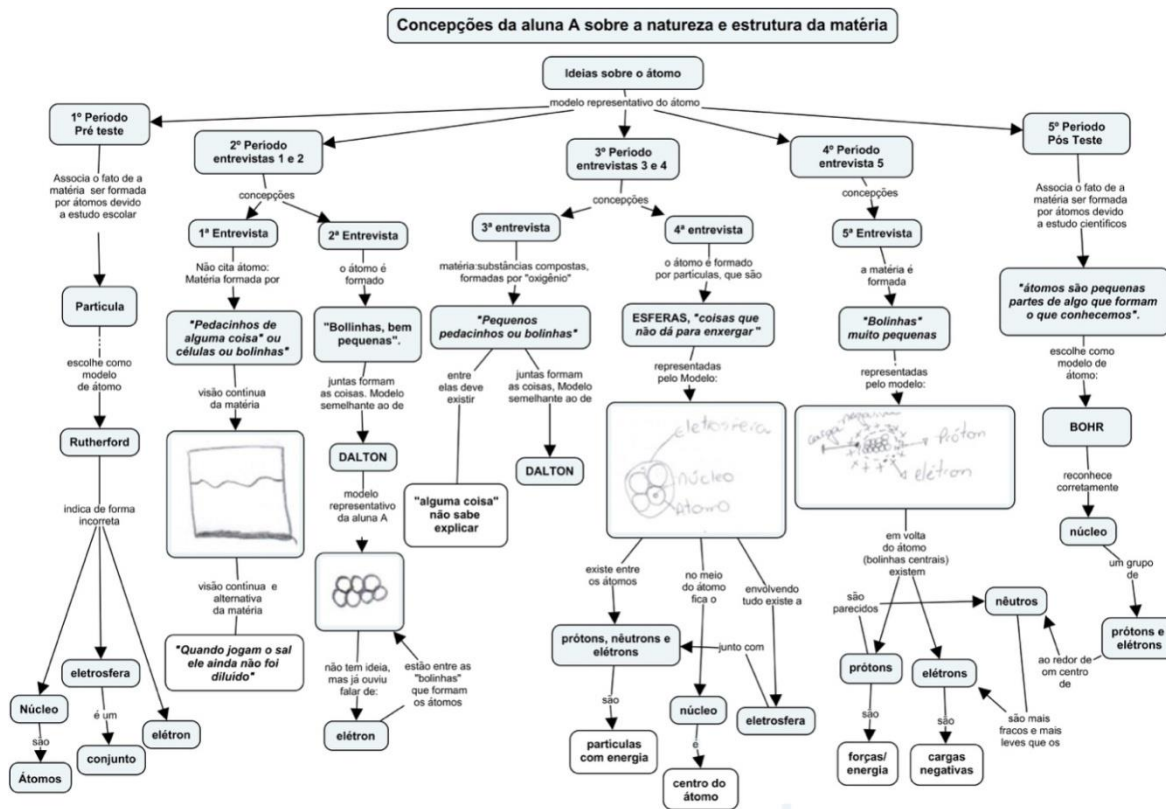 Concepções da aluna A sobre a natureza e estrutura da matéria
Ideias sobre o átomo
modelo representativo do átomo
1º Periodo
Pré teste
Associa o fato de a
matéria ser formada
por átomos devido
a estudo escolar
Particula
escolhe como
modelo
de átomo
Rutherford
indica de forma
incorreta
Núcleo
são
Átomos
eletrosfera
é um
conjunto
elétron
2º Periodo
entrevistas 1 e 2
concepções
1ª Entrevista
Não cita átomo:
Matéria formada por
"Pedacinhos de
alguma coisa" ou
células ou bolinhas"
visão contínua
da matéria
visão contínua e
alternativa
da matéria
"Quando jogam o sal
ele ainda não foi
diluido"
2ª Entrevista
o átomo é
formado
"Bollinhas, bem
pequenas".
juntas formam
as coisas. Modelo
semelhante ao de
DALTON
modelo
representativo
da aluna A
não tem ideia,
mas já ouviu
falar de:
elétron
estão entre as
"bolinhas"
que formam
os átomos
3º Periodo
entrevistas 3 e 4
concepções
3ª entrevista
matéria:substâncias compostas,
formadas por "oxigênio"
"Pequenos
pedacinhos ou bolinhas"
entre
elas deve
existir
"alguma coisa"
não sabe
explicar
juntas formam
as coisas, Modelo
semelhante ao de
DALTON
4ª entrevista
o átomo é formado
por partículas, que são
ESFERAS, "coisas que
não dá para enxergar "
representadas
pelo Modelo:
eletrosfera
núcleo
Átomo
existe entre
os átomos
prótons, nêutrons e
elétrons
são
particulas
com energia
no meio
do átomo
fica o
núcleo
é
centro do
átomo
envolvendo
tudo existe a
eletrosfera
junto com
4º Periodo
entrevista 5
concepções
5ª Entrevista
a matéria é
formada
"Bolinhas"
muito pequenas
representadas
pelo modelo:
carga negativa
Próton
elétron
em volta
do átomo
(bolinhas centrais)
existem
prótons
são
forças/
energia
elétrons
são
cargas
negativas
são
parecidos
nêutros
são mais
fracos e mais
leves que os
5º Periodo
Pós Teste
Associa o fato de a
matéria ser formada
por átomos devido
a estudo científicos
"átomos são pequenas
partes de algo que formam
o que conhecemos".
escolhe como
modelo de
átomo:
BOHR
reconhece
corretamente
núcleo
um grupo
de
prótons e
elétrons
ao redor de
om centro
de